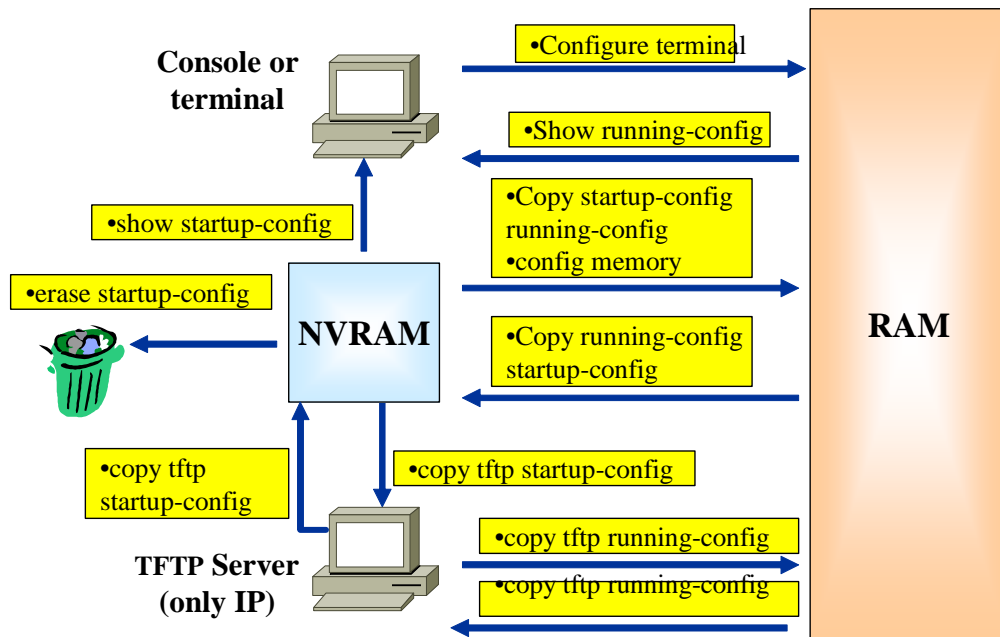 •Configure terminal
Console or
terminal
•Show running-config
•Copy startup-config
running-config
•config memory
•show startup-config
•erase startup-config
NVRAM
RAM
•Copy running-config
startup-config
•copy tftp
startup-config
•copy tftp startup-config
TFTP Server
(only IP)
•copy tftp running-config
•copy tftp running-config